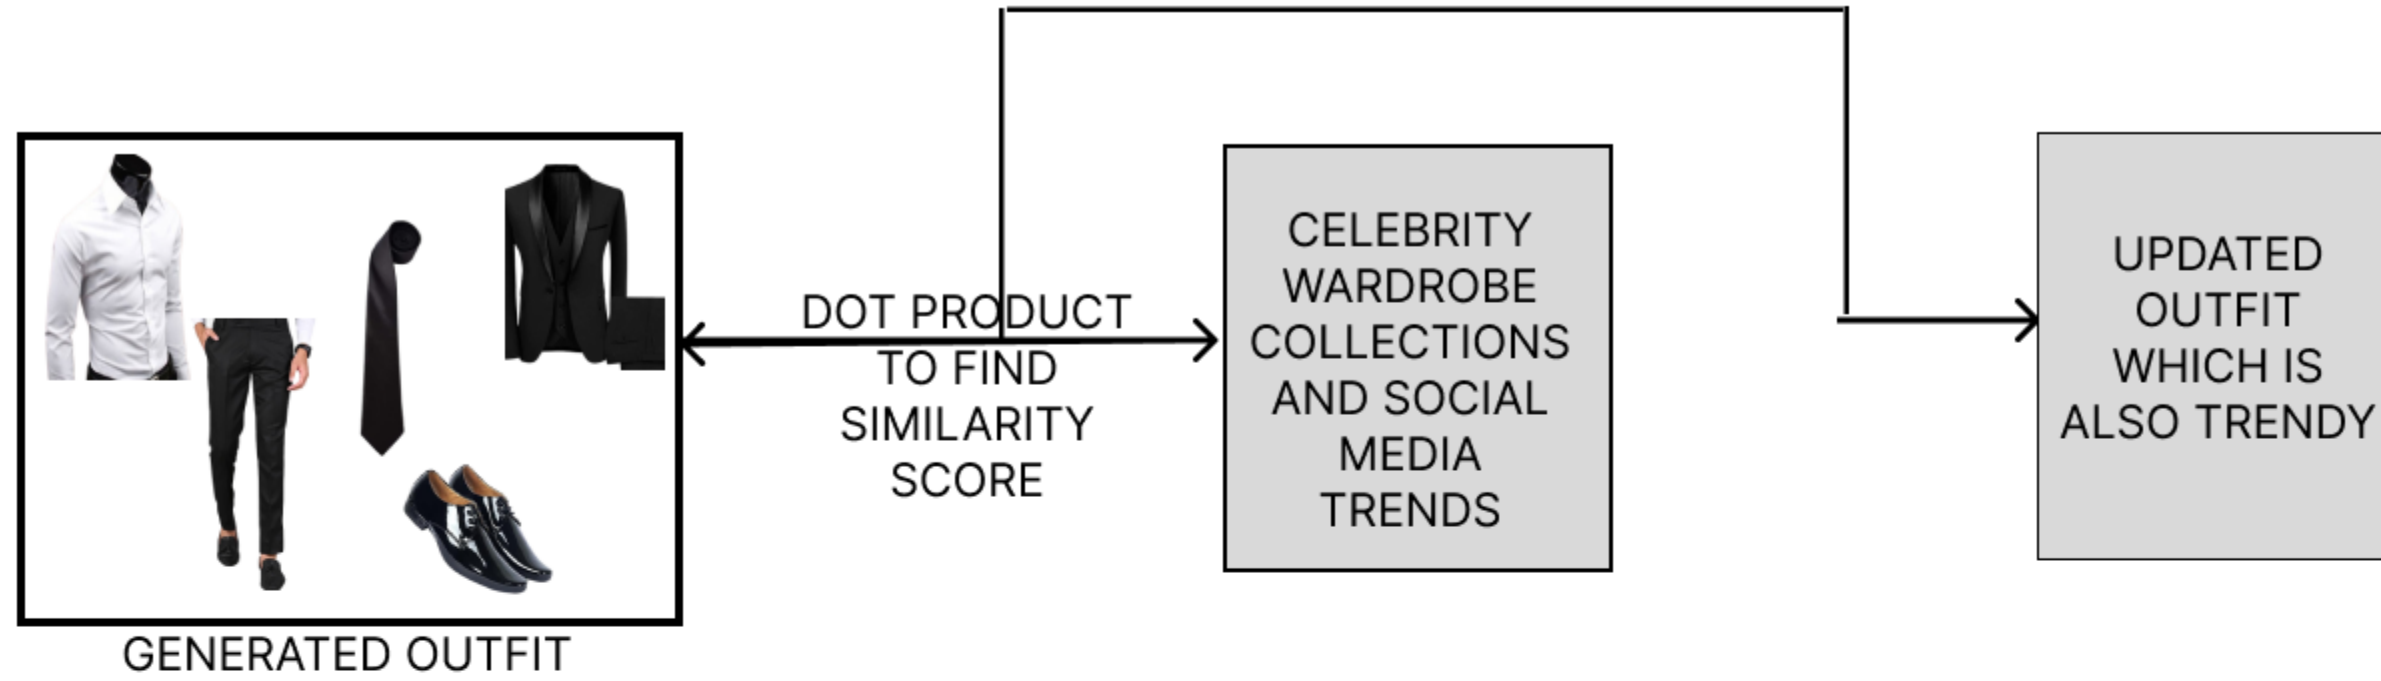 DOT PRODUCT
TO FIND
SIMILARITY
SCORE
CELEBRITY
WARDROBE
COLLECTIONS
AND SOCIAL
MEDIA
TRENDS
UPDATED
OUTFIT
WHICH IS
ALSO TRENDY
GENERATED OUTFIT